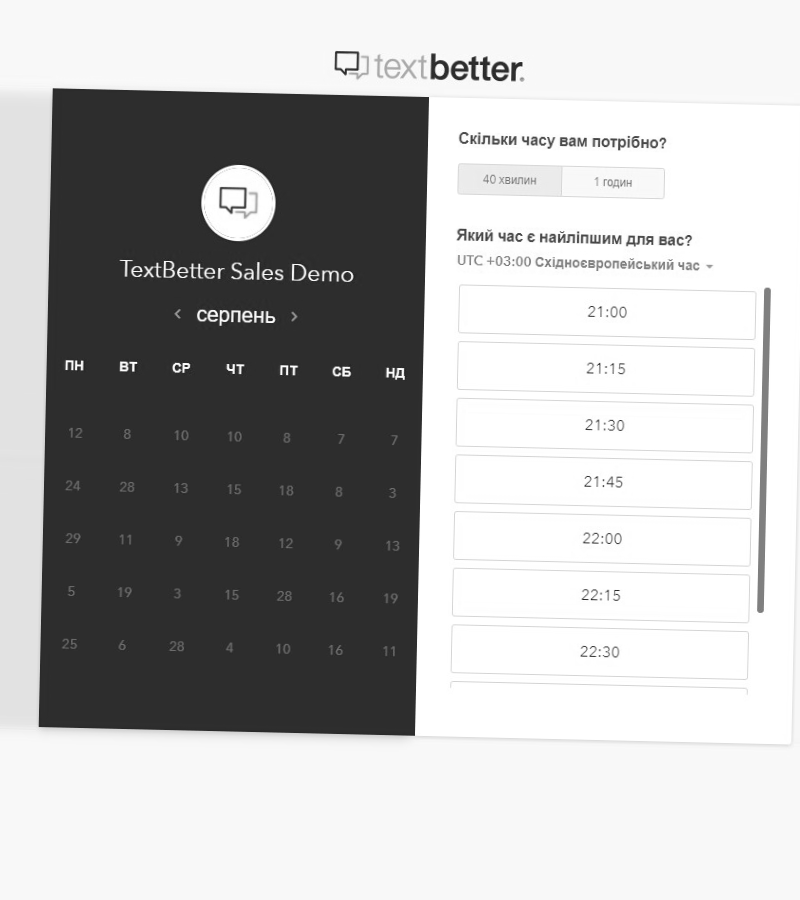 textbetter.
TextBetter Sales Demo
серпень
ПН ВТ СР ЧТ ПТ СБ НД
12 8 10 10 8 7 7
24 28 13 15 18 8 3
29 11 9 18 12 9 13
5 19 3 15 28 16 19
25 6 28 4 10 16 11
Скільки часу вам потрібно?
40 хвилин 1 годин
Який час є найліпшим для вас?
UTC +03:00 Східноєвропейський час
21:00
21:15
21:30
21:45
22:00
22:15
22:30